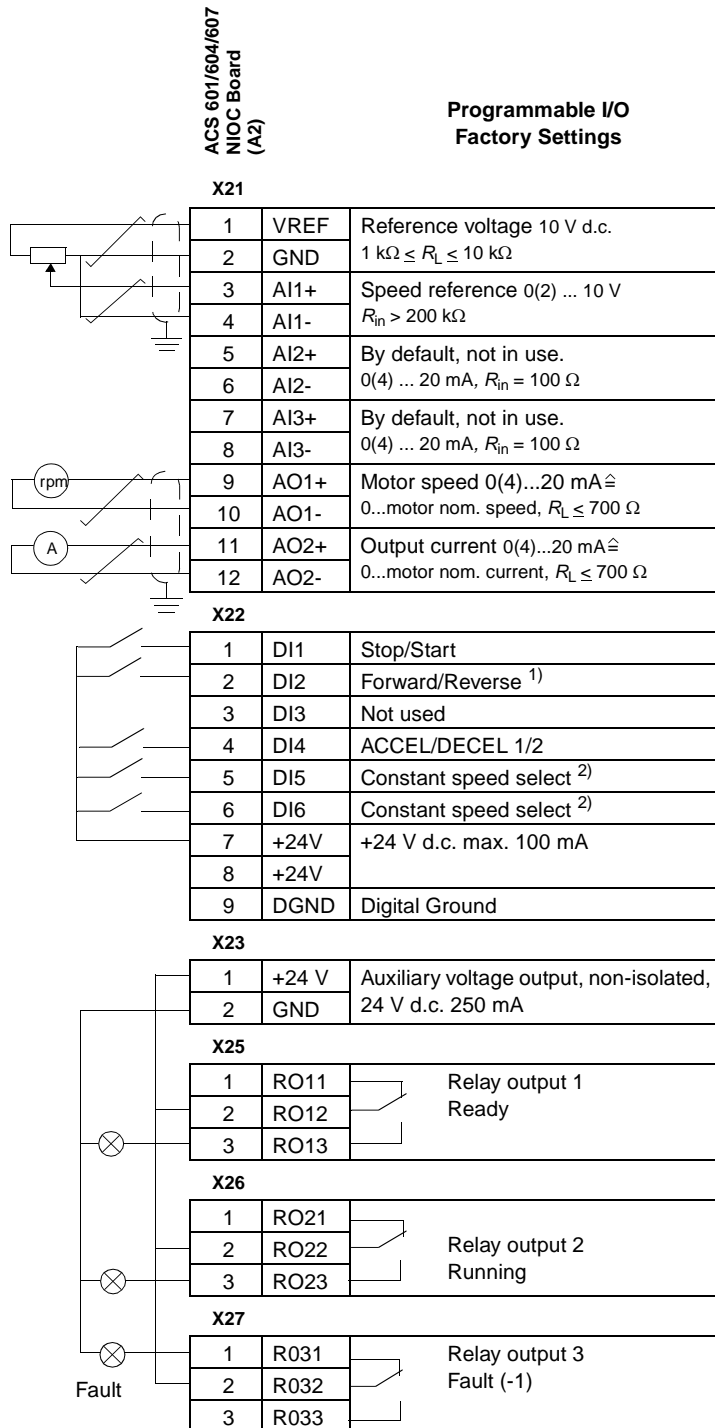 ACS 601/604/607
NIOC Board
(A2)
Programmable I/O
Factory Settings
X21
1 VREF Reference voltage 10 V d.c.
2 GND 1 kΩ ≤ RL ≤ 10 kΩ
3 AI1+ Speed reference 0(2) ... 10 V
4 AI1- Rin > 200 kΩ
5 AI2+ By default, not in use.
6 AI2- 0(4) ... 20 mA, Rin = 100 Ω
7 AI3+ By default, not in use.
8 AI3- 0(4) ... 20 mA, Rin = 100 Ω
rpm 9 AO1+ Motor speed 0(4)...20 mA ≙
10 AO1- 0...motor nom. speed, RL ≤ 700 Ω
A 11 AO2+ Output current 0(4)...20 mA ≙
12 AO2- 0...motor nom. current, RL ≤ 700 Ω
X22
1 DI1 Stop/Start
2 DI2 Forward/Reverse 1)
3 DI3 Not used
4 DI4 ACCEL/DECEL 1/2
5 DI5 Constant speed select 2)
6 DI6 Constant speed select 2)
7 +24V +24 V d.c. max. 100 mA
8 +24V
9 DGND Digital Ground
X23
1 +24 V Auxiliary voltage output, non-isolated,
2 GND 24 V d.c. 250 mA
X25
1 RO11 Relay output 1
2 RO12 Ready
3 RO13
X26
1 RO21
2 RO22 Relay output 2
3 RO23 Running
X27
1 R031 Relay output 3
Fault 2 R032 Fault (-1)
3 R033